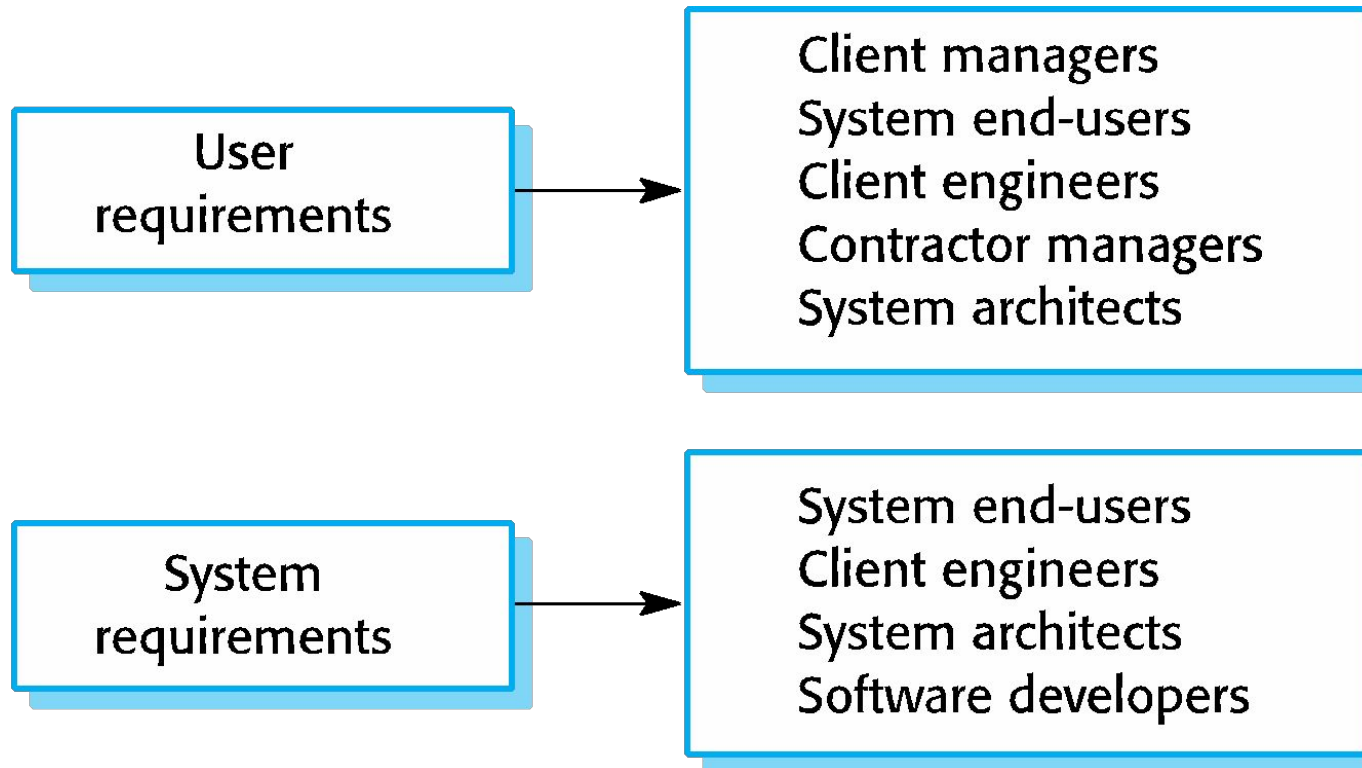 User
requirements
Client managers
System end-users
Client engineers
Contractor managers
System architects
System
requirements
System end-users
Client engineers
System architects
Software developers